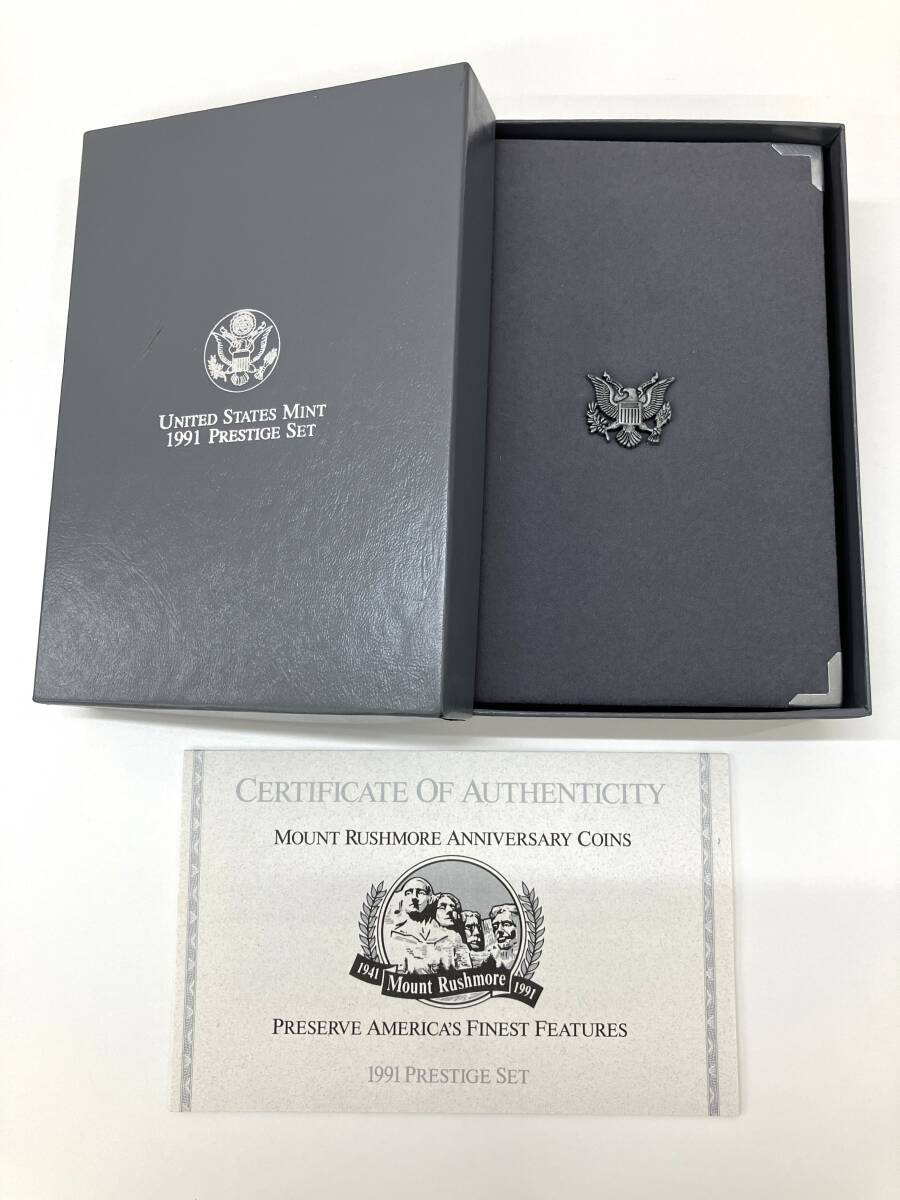 UNITED STATES MINT
1991 PRESTIGE SET
CERTIFICATE OF AUTHENTICITY
MOUNT RUSHMORE ANNIVERSARY COINS
1941 Mount Rushmore 1991
PRESERVE AMERICA'S FINEST FEATURES
1991 PRESTIGE SET